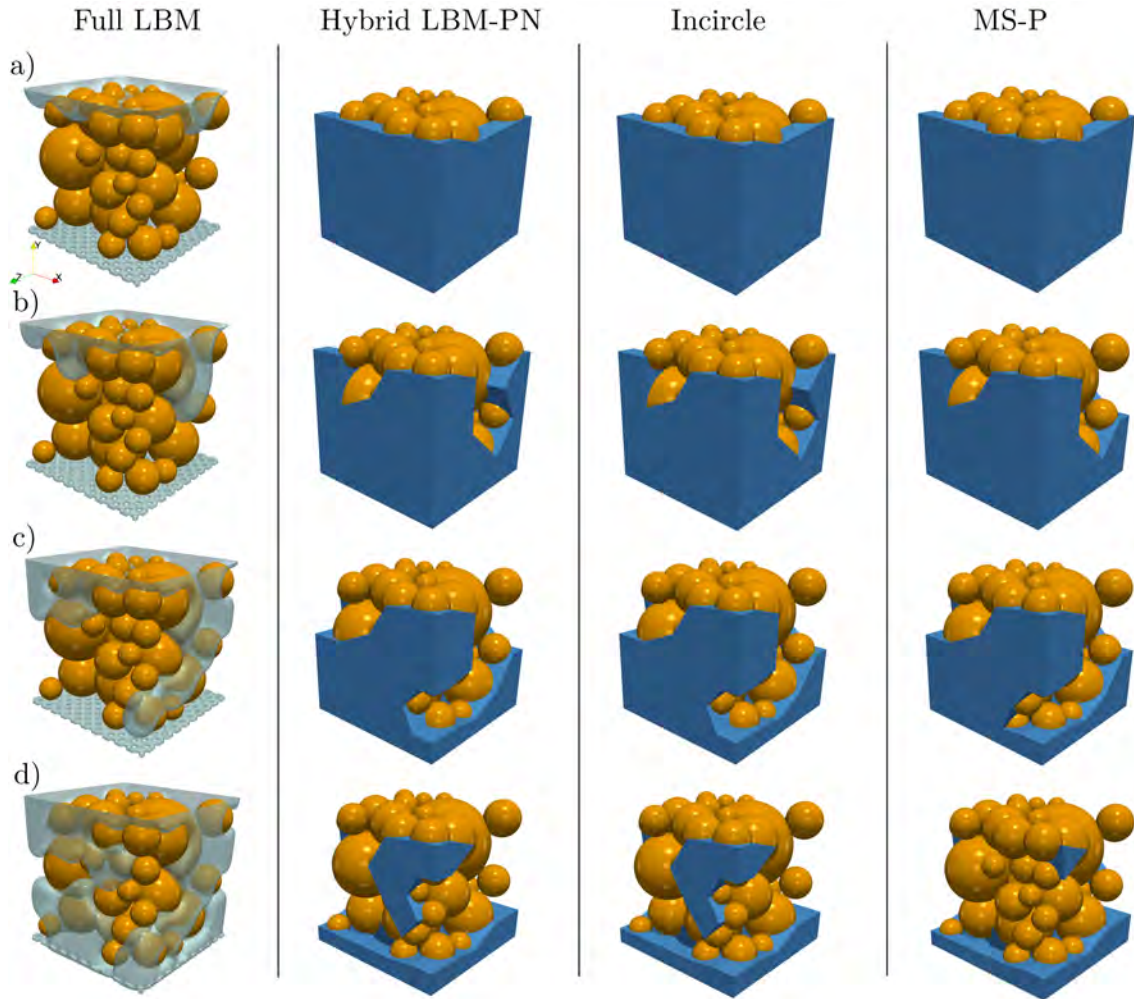 Full LBM
Hybrid LBM-PN
Incircle
MS-P
a)
Y
Z
X
b)
c)
d)